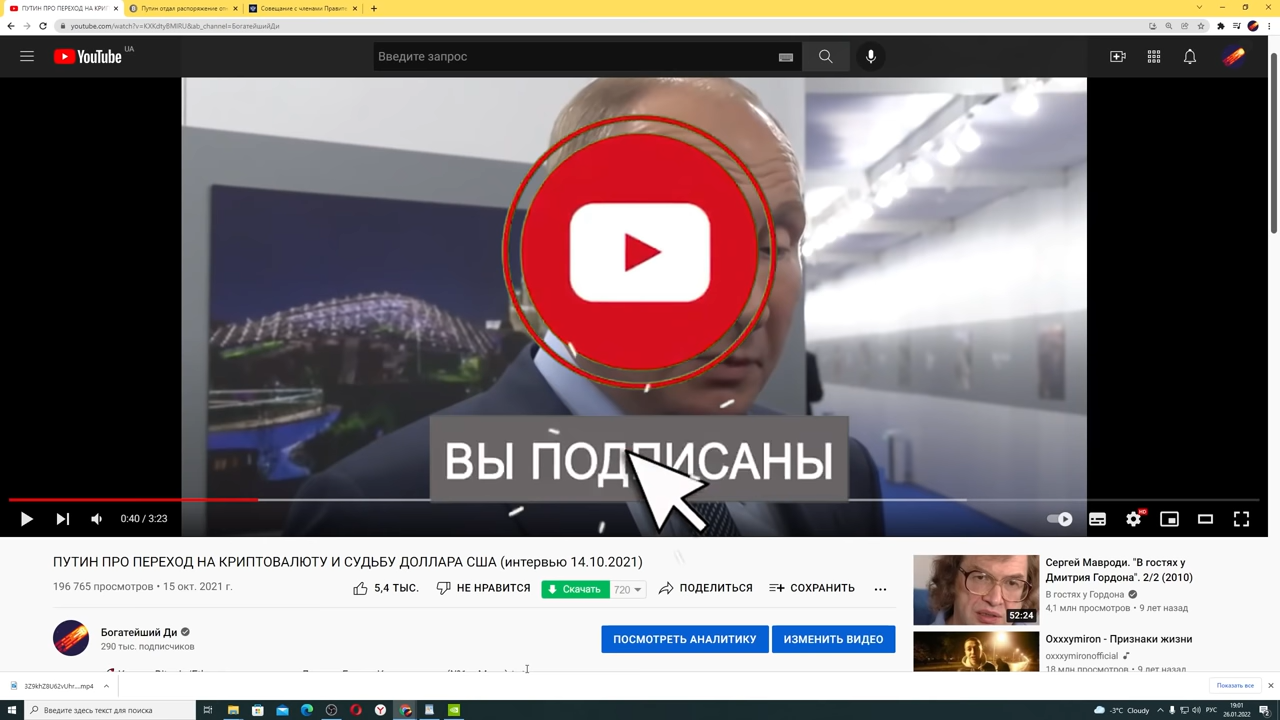 ПУТИН ПРО ПЕРЕХОД НА КРИП
Путин отдал распоряжение от
Совещание с членами Правит
youtube.com/watch?v=KXKdtyBMIRU&ab_channel=БогатейшийДи
YouTube
UA
Введите запрос
ВЫ ПОДПИСАНЫ
0:40 / 3:23
HD
ПУТИН ПРО ПЕРЕХОД НА КРИПТОВАЛЮТУ И СУДЬБУ ДОЛЛАРА США (интервью 14.10.2021)
196 765 просмотров • 15 окт. 2021 г.
5,4 ТЫС.
НЕ НРАВИТСЯ
Скачать
720
ПОДЕЛИТЬСЯ
СОХРАНИТЬ
Богатейший Ди
290 тыс. подписчиков
ПОСМОТРЕТЬ АНАЛИТИКУ
ИЗМЕНИТЬ ВИДЕО
52:24
Сергей Мавроди. "В гостях у
Дмитрия Гордона". 2/2 (2010)
В гостях у Гордона
4,1 млн просмотров • 9 лет назад
Oxxxymiron - Признаки жизни
oxxxymironofficial
18 млн просмотров • 9 лет назад
3Z9khZ8U62vUhr....mp4
Показать все
Введите здесь текст для поиска
-3°C Cloudy
РУС
19:01
26.01.2022